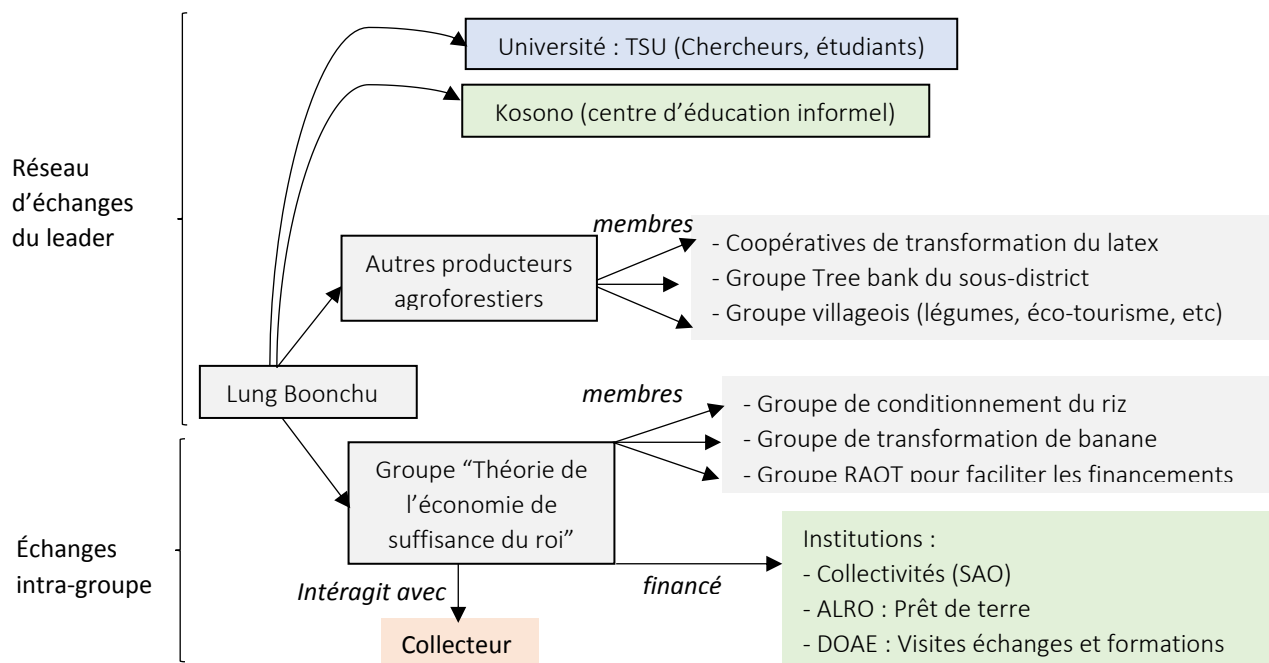 Université : TSU (Chercheurs, étudiants)
Kosono (centre d’éducation informel)
Réseau
d’échanges
du leader
membres
Autres producteurs
agroforestiers
- Coopératives de transformation du latex
- Groupe Tree bank du sous-district
- Groupe villageois (légumes, éco-tourisme, etc)
Lung Boonchu
membres
- Groupe de conditionnement du riz
- Groupe de transformation de banane
- Groupe RAOT pour faciliter les financements
Groupe “Théorie de
l’économie de
suffisance du roi”
Échanges
intra-groupe
Intéragit avec
financé
Institutions :
- Collectivités (SAO)
- ALRO : Prêt de terre
- DOAE : Visites échanges et formations
Collecteur